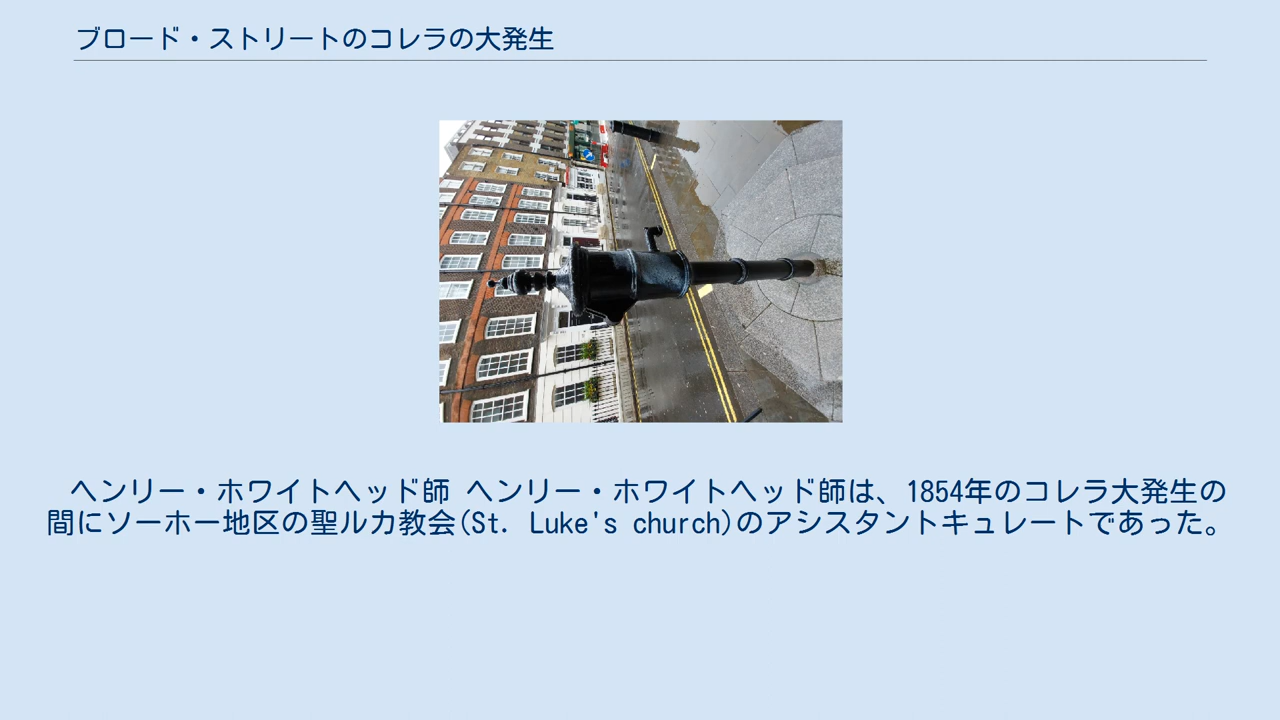 ブロード・ストリートのコレラの大発生
ヘンリー・ホワイトヘッド師 ヘンリー・ホワイトヘッド師は、1854年のコレラ大発生の
間にソーホー地区の聖ルカ教会(St. Luke's church)のアシスタントキュレートであった。